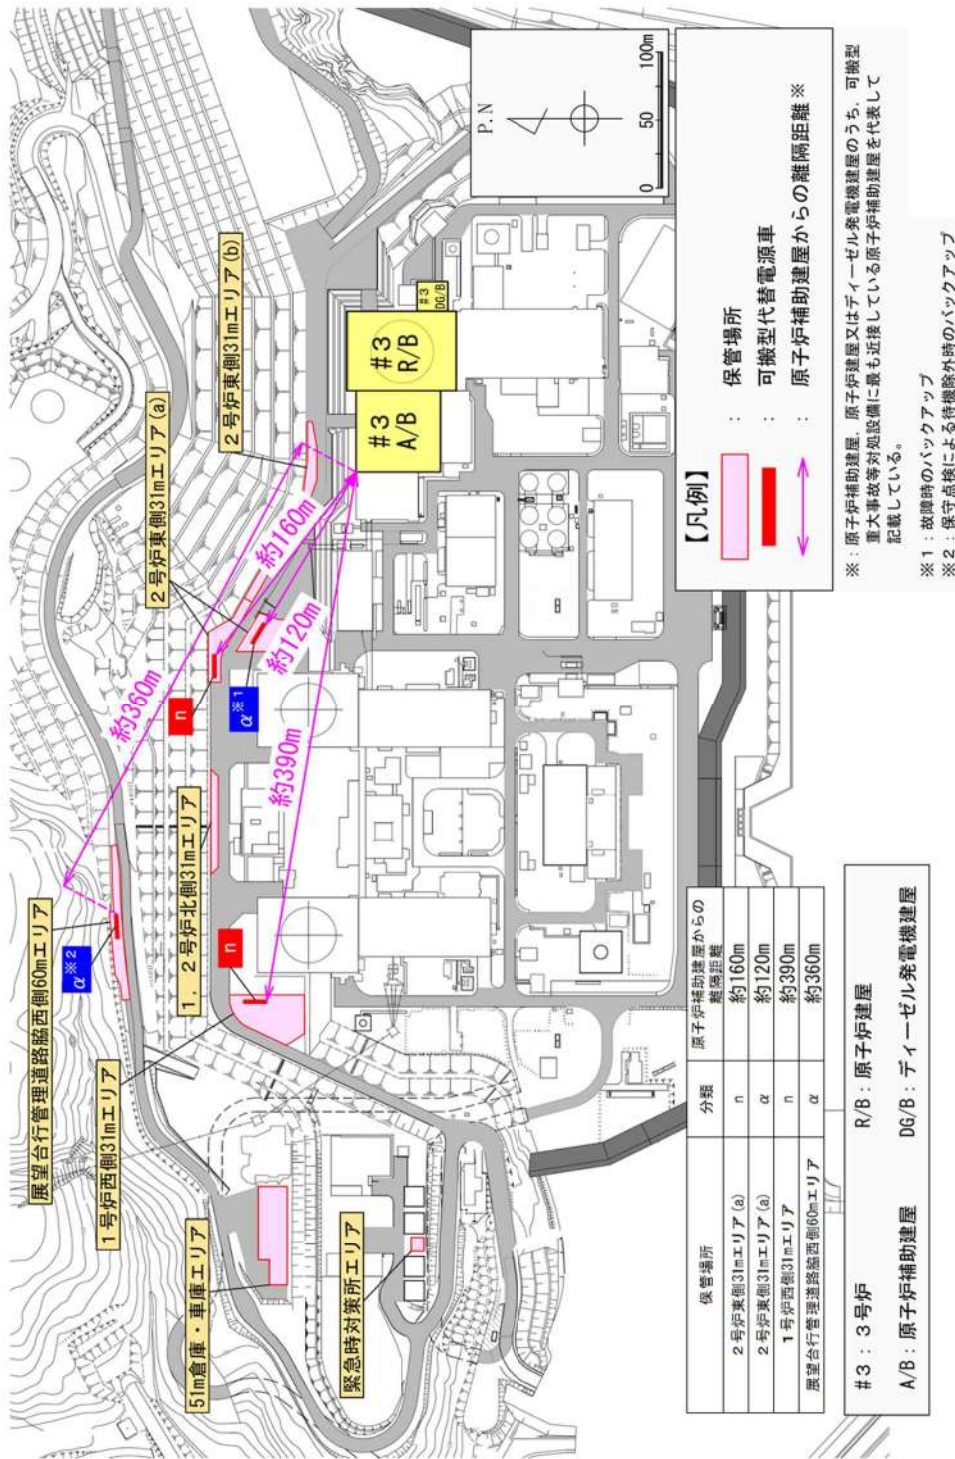 展望台行管理道路脇西側60mエリア
α※2
1号炉西側31mエリア
1，2号炉北側31mエリア
n
n
2号炉東側31mエリア(a)
2号炉東側31mエリア(b)
α※1
51m倉庫・車庫エリア
緊急時対策所エリア
約360m
約160m
約120m
約390m
#3
A/B
#3
R/B
#3
DG/B
P.N
0 50 100m
【凡例】
： 保管場所
： 可搬型代替電源車
： 原子炉補助建屋からの離隔距離※
※：原子炉補助建屋，原子炉建屋又はディーゼル発電機建屋のうち，可搬型
重大事故等対処設備に最も近接している原子炉補助建屋を代表して
記載している。
※1：故障時のバックアップ
※2：保守点検による待機除外時のバックアップ
保管場所 分類 原子炉補助建屋からの
離隔距離
2号炉東側31mエリア(a) n 約160m
2号炉東側31mエリア(a) α 約120m
1号炉西側31mエリア n 約390m
展望台行管理道路脇西側60mエリア α 約360m
#3：3号炉 R/B：原子炉建屋
A/B：原子炉補助建屋 DG/B：ディーゼル発電機建屋